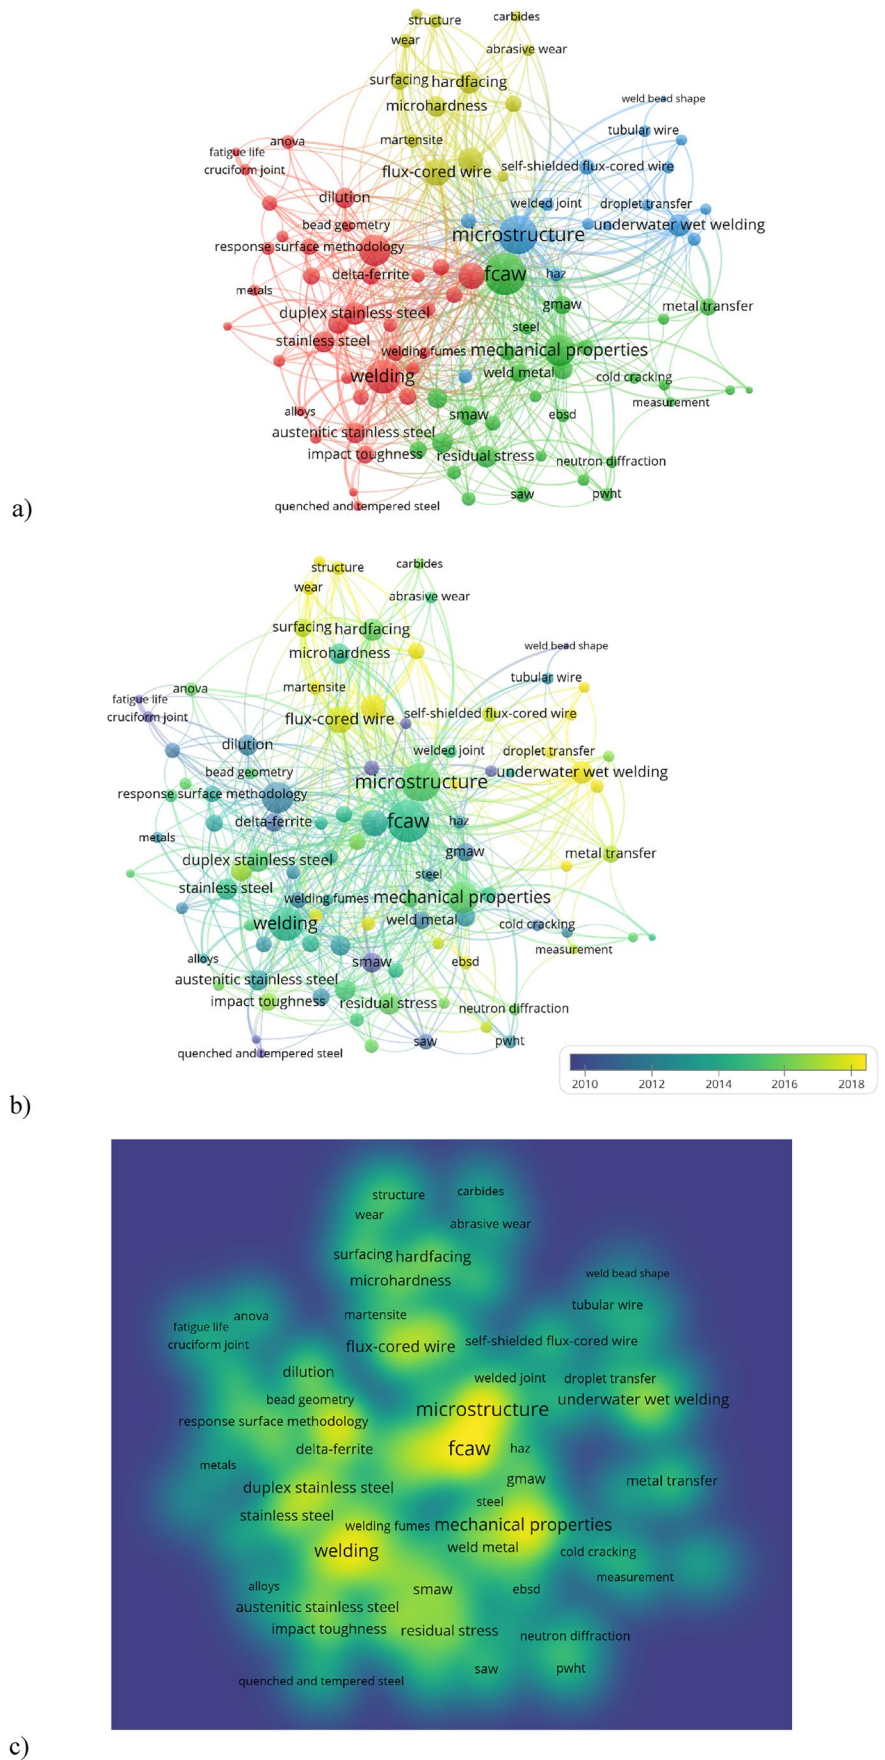 structure
carbides
wear
abrasive wear
surfacing
hardfacing
microhardness
weld bead shape
tubular wire
martensite
anova
fatigue life
cruciform joint
flux-cored wire
self-shielded flux-cored wire
dilution
welded joint
droplet transfer
bead geometry
underwater wet welding
microstructure
response surface methodology
delta-ferrite
fcaw
haz
metals
gmaw
metal transfer
duplex stainless steel
steel
stainless steel
welding fumes
mechanical properties
welding
weld metal
cold cracking
measurement
alloys
smaw
ebsd
austenitic stainless steel
impact toughness
residual stress
neutron diffraction
saw
pwht
quenched and tempered steel
a)
structure
carbides
wear
abrasive wear
surfacing
hardfacing
microhardness
weld bead shape
tubular wire
martensite
anova
fatigue life
cruciform joint
flux-cored wire
self-shielded flux-cored wire
dilution
welded joint
droplet transfer
bead geometry
underwater wet welding
microstructure
response surface methodology
delta-ferrite
fcaw
haz
metals
gmaw
metal transfer
duplex stainless steel
steel
stainless steel
welding fumes
mechanical properties
welding
weld metal
cold cracking
measurement
alloys
smaw
ebsd
austenitic stainless steel
impact toughness
residual stress
neutron diffraction
saw
pwht
quenched and tempered steel
2010 2012 2014 2016 2018
b)
structure
carbides
wear
abrasive wear
surfacing
hardfacing
microhardness
weld bead shape
tubular wire
martensite
anova
fatigue life
cruciform joint
flux-cored wire
self-shielded flux-cored wire
dilution
welded joint
droplet transfer
bead geometry
underwater wet welding
microstructure
response surface methodology
delta-ferrite
fcaw
haz
metals
gmaw
metal transfer
duplex stainless steel
steel
stainless steel
welding fumes
mechanical properties
welding
weld metal
cold cracking
measurement
alloys
smaw
ebsd
austenitic stainless steel
impact toughness
residual stress
neutron diffraction
saw
pwht
quenched and tempered steel
c)